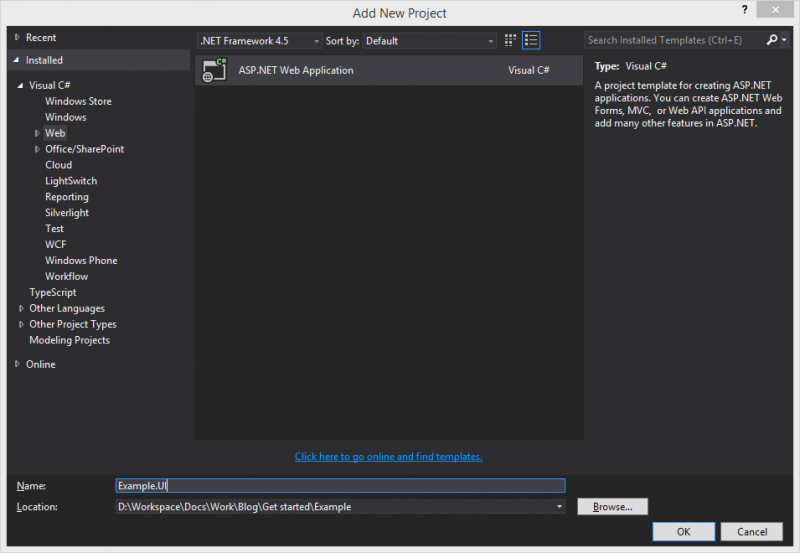 Add New Project
?
Recent
Installed
.NET Framework 4.5 Sort by: Default
Search Installed Templates (Ctrl+E)
Visual C#
Windows Store
Windows
Web
Office/SharePoint
Cloud
LightSwitch
Reporting
Silverlight
Test
WCF
Windows Phone
Workflow
TypeScript
Other Languages
Other Project Types
Modeling Projects
Online
C#
ASP.NET Web Application Visual C#
Type: Visual C#
A project template for creating ASP.NET
applications. You can create ASP.NET Web
Forms, MVC, or Web API applications and
add many other features in ASP.NET.
Click here to go online and find templates.
Name: Example.UI
Location: D:\Workspace\Docs\Work\Blog\Get started\Example Browse...
OK Cancel